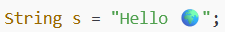 String s = "Hello 🌎";